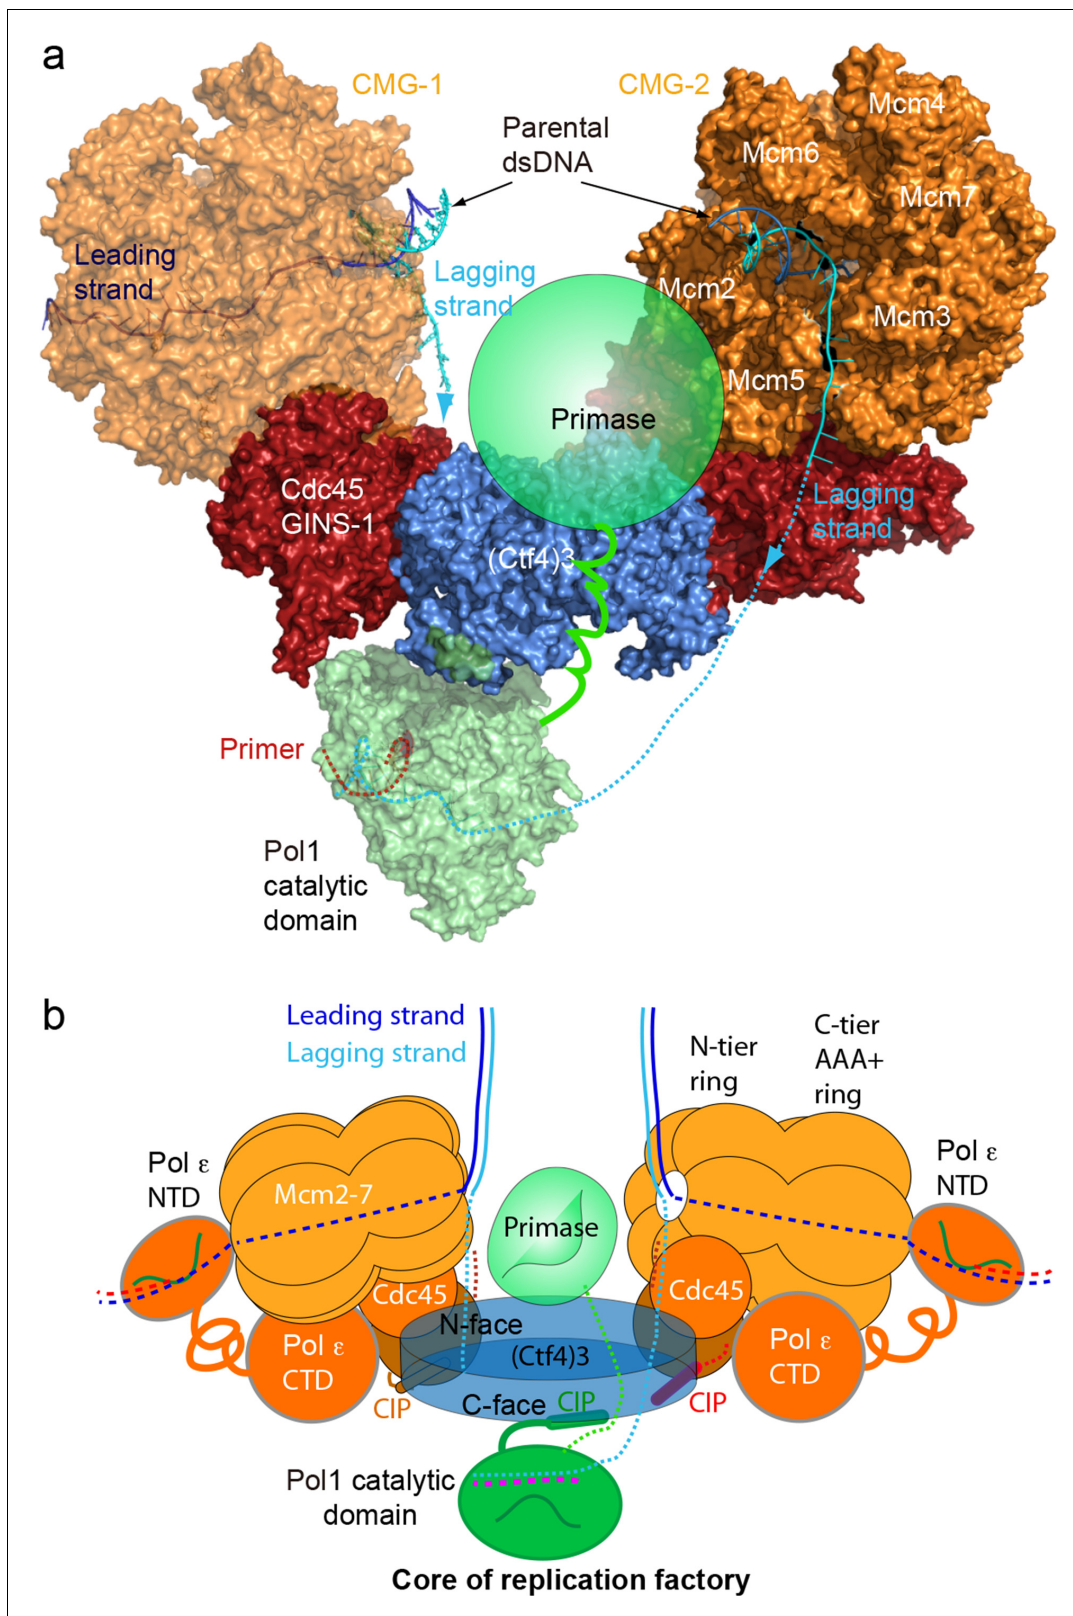 a
CMG-1
CMG-2
Parental
dsDNA
Mcm4
Mcm6
Mcm7
Leading
strand
Lagging
strand
Mcm2
Mcm3
Mcm5
Primase
Cdc45
GINS-1
Lagging
strand
(Ctf4)3
Primer
Pol1
catalytic
domain
b
Leading strand
Lagging strand
N-tier
ring
C-tier
AAA+
ring
Pol ε
NTD
Pol ε
NTD
Mcm2-7
Primase
Cdc45
Cdc45
N-face
(Ctf4)3
Pol ε
CTD
Pol ε
CTD
CIP
C-face
CIP
CIP
Pol1 catalytic
domain
Core of replication factory